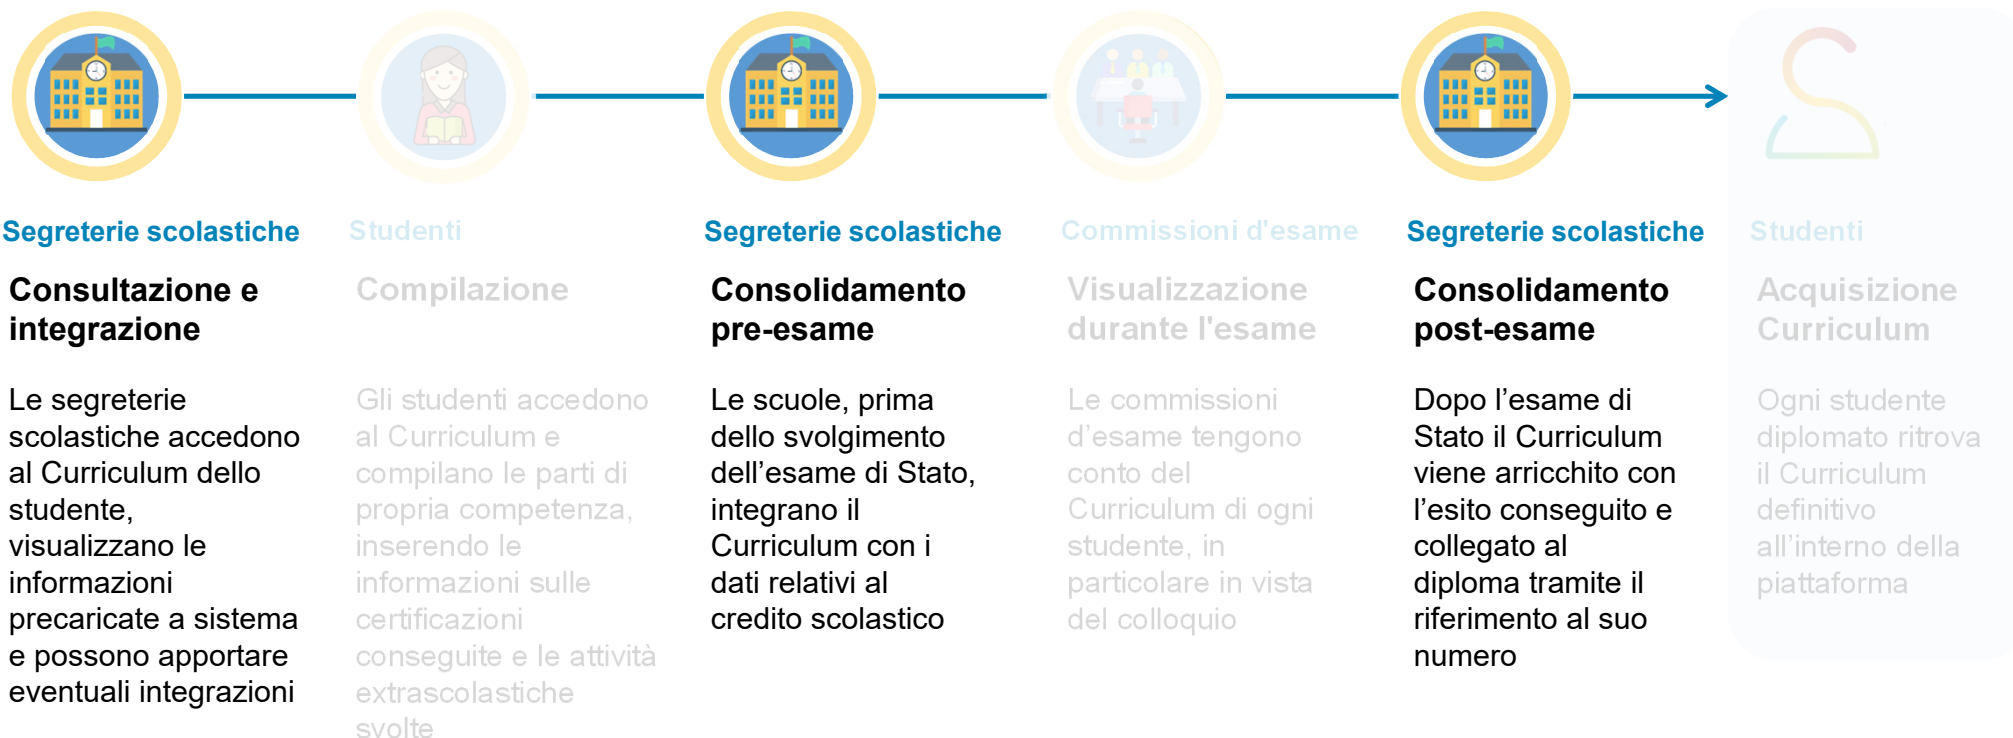 Segreterie scolastiche
Consultazione e
integrazione
Le segreterie
scolastiche accedono
al Curriculum dello
studente,
visualizzano le
informazioni
precaricate a sistema
e possono apportare
eventuali integrazioni
Studenti
Compilazione
Gli studenti accedono
al Curriculum e
compilano le parti di
propria competenza,
inserendo le
informazioni sulle
certificazioni
conseguite e le attività
extrascolastiche
svolte
Segreterie scolastiche
Consolidamento
pre-esame
Le scuole, prima
dello svolgimento
dell’esame di Stato,
integrano il
Curriculum con i
dati relativi al
credito scolastico
Commissioni d'esame
Visualizzazione
durante l'esame
Le commissioni
d’esame tengono
conto del
Curriculum di ogni
studente, in
particolare in vista
del colloquio
Segreterie scolastiche
Consolidamento
post-esame
Dopo l’esame di
Stato il Curriculum
viene arricchito con
l’esito conseguito e
collegato al
diploma tramite il
riferimento al suo
numero
Studenti
Acquisizione
Curriculum
Ogni studente
diplomato ritrova
il Curriculum
definitivo
all’interno della
piattaforma